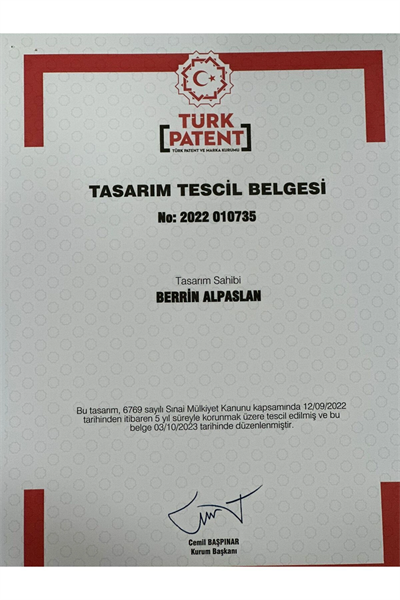 TÜRK
PATENT
TÜRK PATENT VE MARKA KURUMU
TASARIM TESCİL BELGESİ
No: 2022 010735
Tasarım Sahibi
BERRİN ALPASLAN
Bu tasarım, 6769 sayılı Sınai Mülkiyet Kanunu kapsamında 12/09/2022
tarihinden itibaren 5 yıl süreyle korunmak üzere tescil edilmiş ve bu
belge 03/10/2023 tarihinde düzenlenmiştir.
Cemil BAŞPINAR
Kurum Başkanı